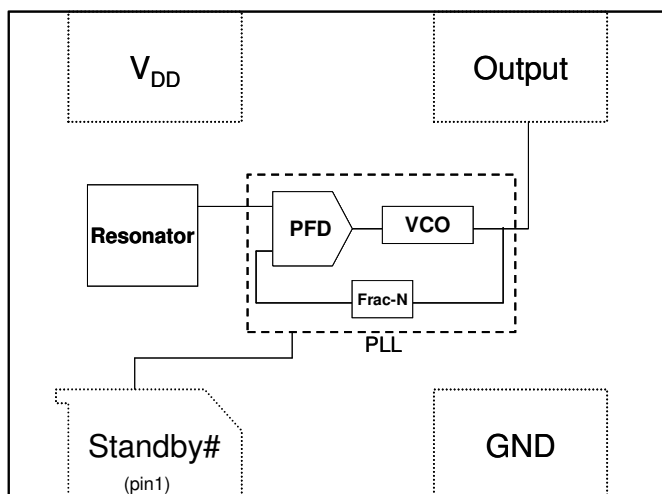 VDD
Output
Resonator
PFD
VCO
Frac-N
PLL
Standby#
(pin1)
GND